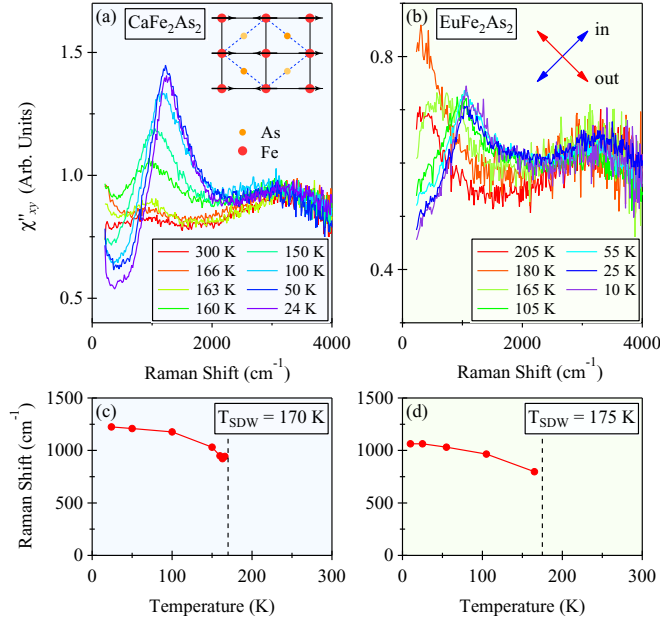 (a)
CaFe₂As₂
1.5
1.0
0.5
χ''xy (Arb. Units)
As
Fe
300 K
166 K
163 K
160 K
150 K
100 K
50 K
24 K
0
2000
4000
Raman Shift (cm⁻¹)
(b)
EuFe₂As₂
in
out
0.8
0.4
205 K
180 K
165 K
105 K
55 K
25 K
10 K
0
2000
4000
Raman Shift (cm⁻¹)
(c)
T_SDW = 170 K
1500
1000
500
0
Raman Shift (cm⁻¹)
0
100
200
300
Temperature (K)
(d)
T_SDW = 175 K
1500
1000
500
0
0
100
200
300
Temperature (K)